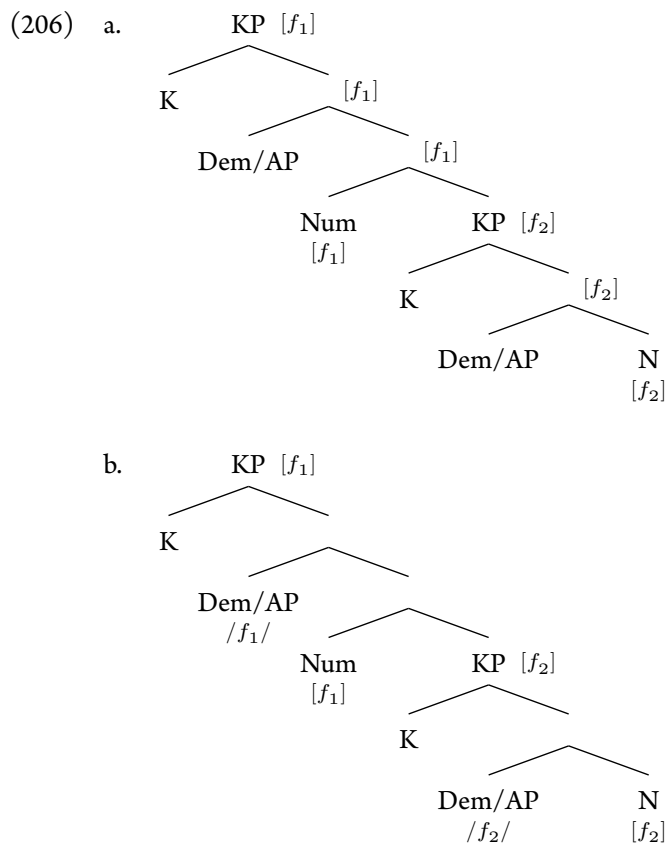 (206) a. KP [f₁]
K [f₁]
Dem/AP [f₁]
Num KP [f₂]
[f₁]
K [f₂]
Dem/AP N
[f₂]
b. KP [f₁]
K
Dem/AP
/f₁/
Num KP [f₂]
[f₁]
K
Dem/AP N
/f₂/ [f₂]